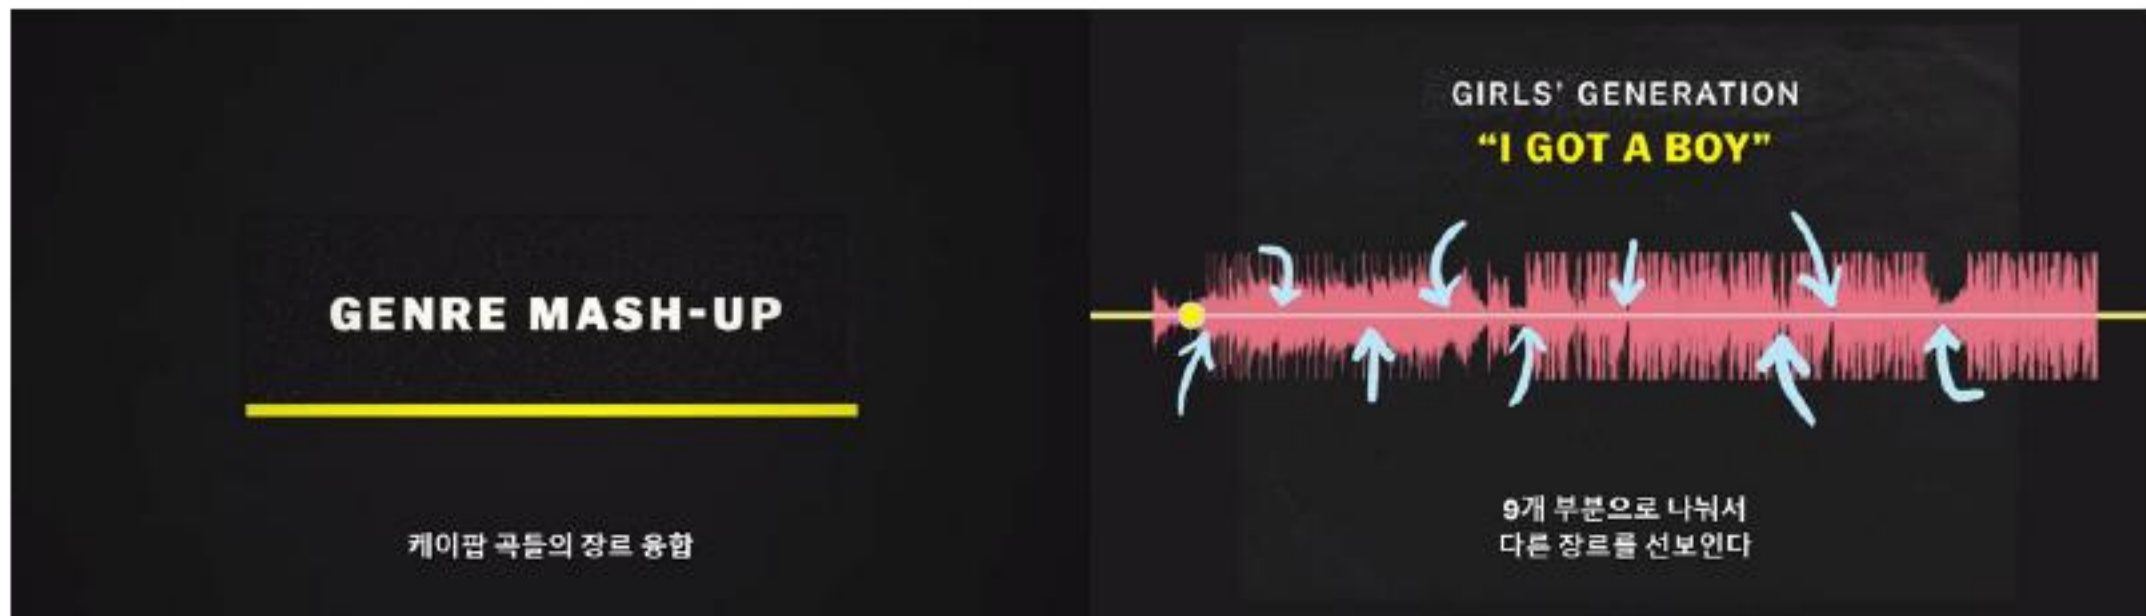 GENRE MASH-UP
케이팝 곡들의 장르 융합
GIRLS' GENERATION
“I GOT A BOY”
9개 부분으로 나눠서
다른 장르를 선보인다